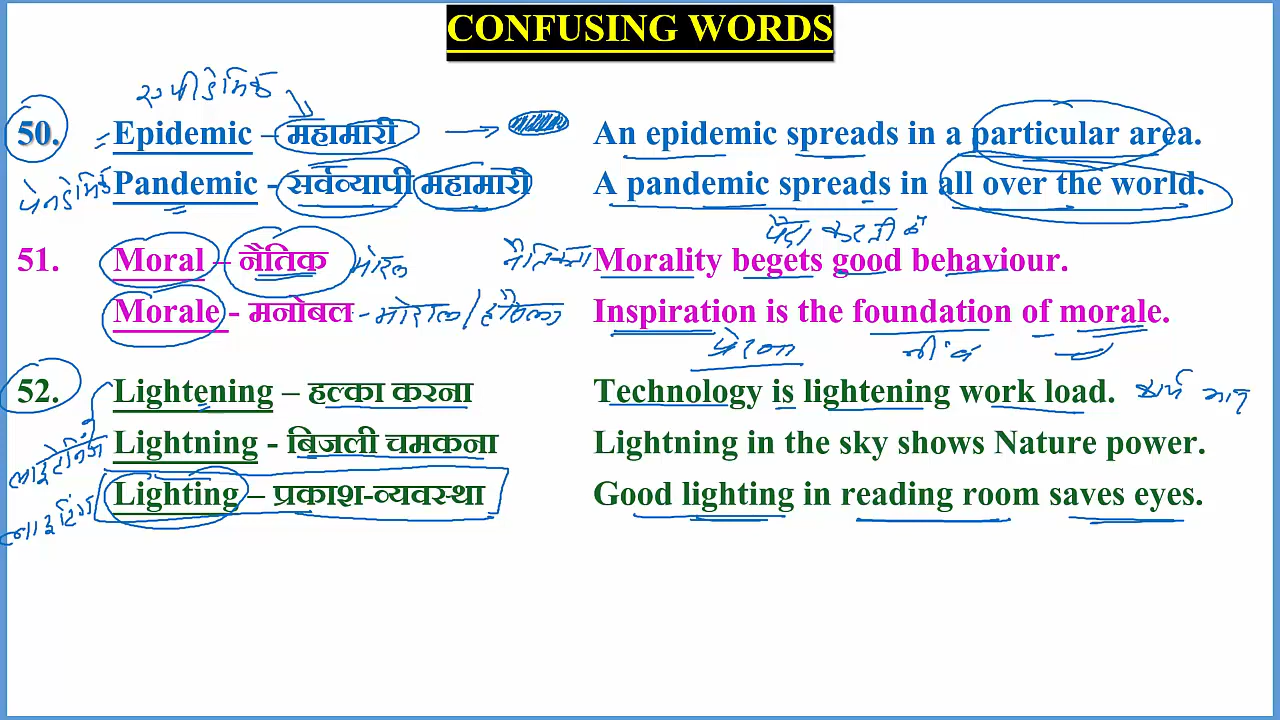 CONFUSING WORDS
एपीडेमिक
50. Epidemic – महामारी An epidemic spreads in a particular area.
पेनडेमिक Pandemic - सर्वव्यापी महामारी A pandemic spreads in all over the world.
पैदा करती है
51. Moral – नैतिक मोरल नैतिकता Morality begets good behaviour.
Morale - मनोबल - मोराल / हौसला Inspiration is the foundation of morale.
प्रेरणा नींव
52. Lightening – हल्का करना Technology is lightening work load. कार्य भार
Lightning - बिजली चमकना Lightning in the sky shows Nature power.
लाइटनिंग
Lighting – प्रकाश-व्यवस्था Good lighting in reading room saves eyes.
लाइटिंग